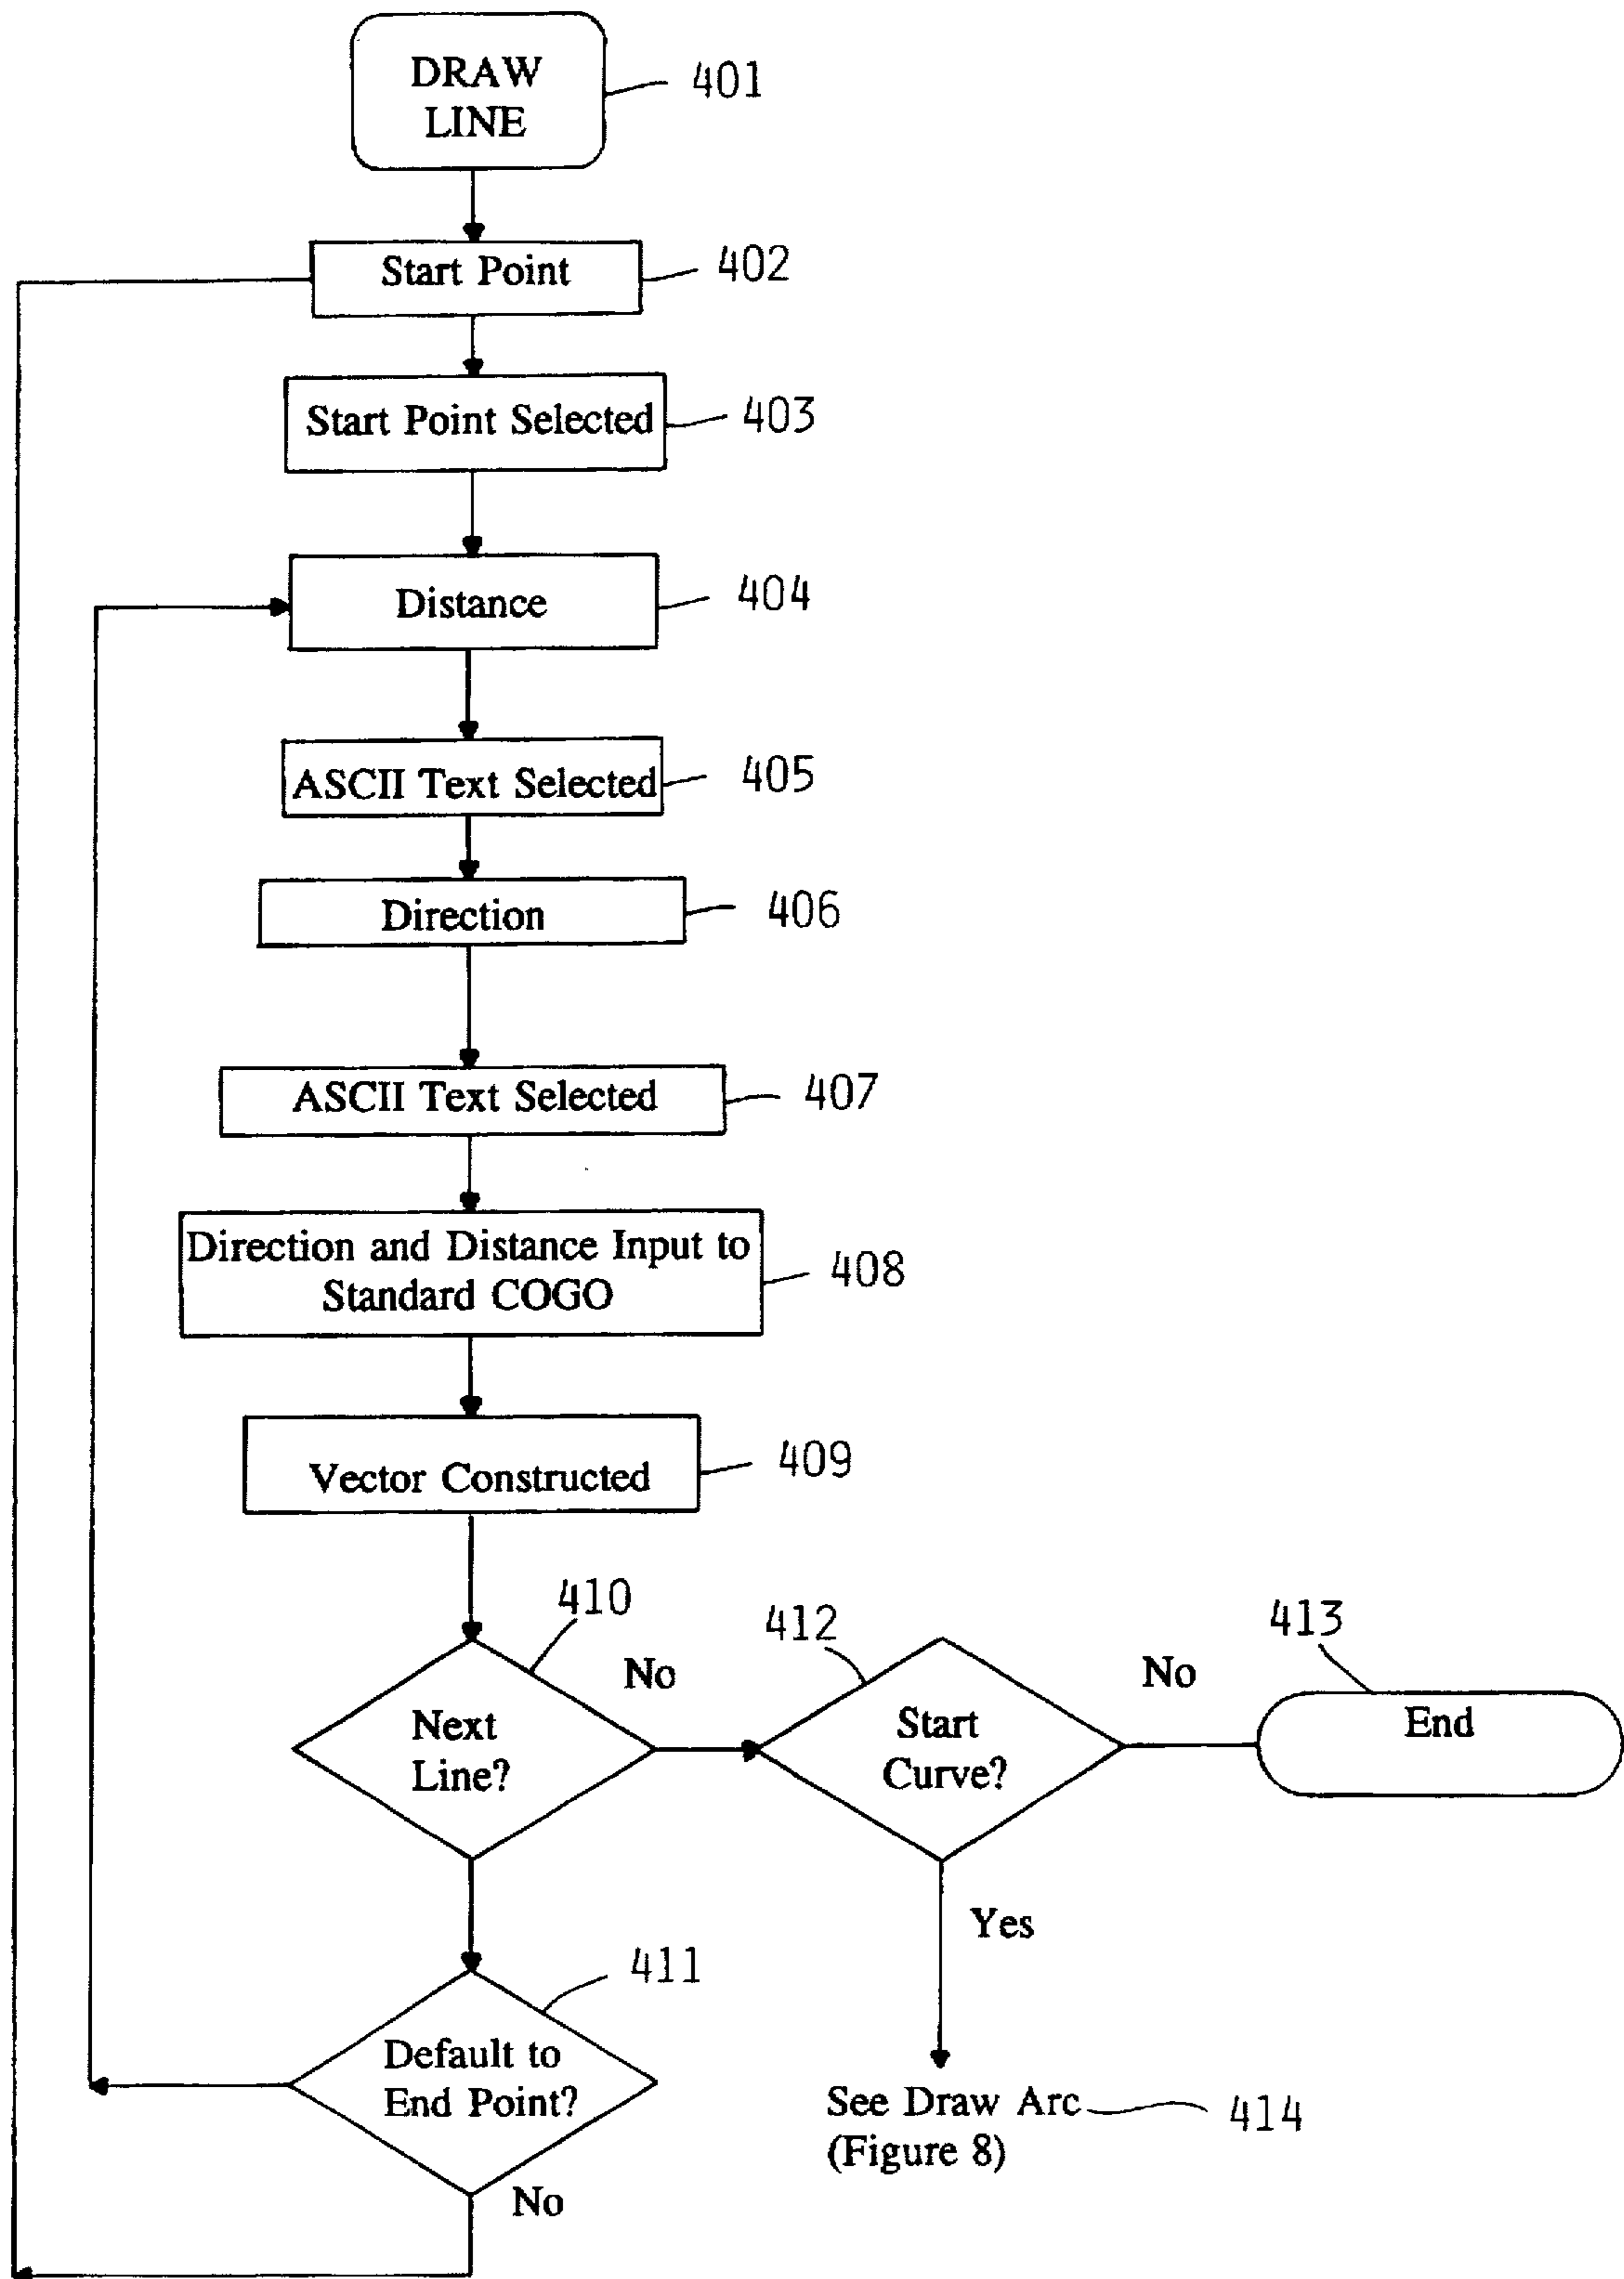 DRAW
LINE
401
Start Point
402
Start Point Selected
403
Distance
404
ASCII Text Selected
405
Direction
406
ASCII Text Selected
407
Direction and Distance Input to
Standard COGO
408
Vector Constructed
409
410
Next
Line?
No
412
Start
Curve?
No
413
End
Yes
411
Default to
End Point?
No
See Draw Arc
(Figure 8)
414